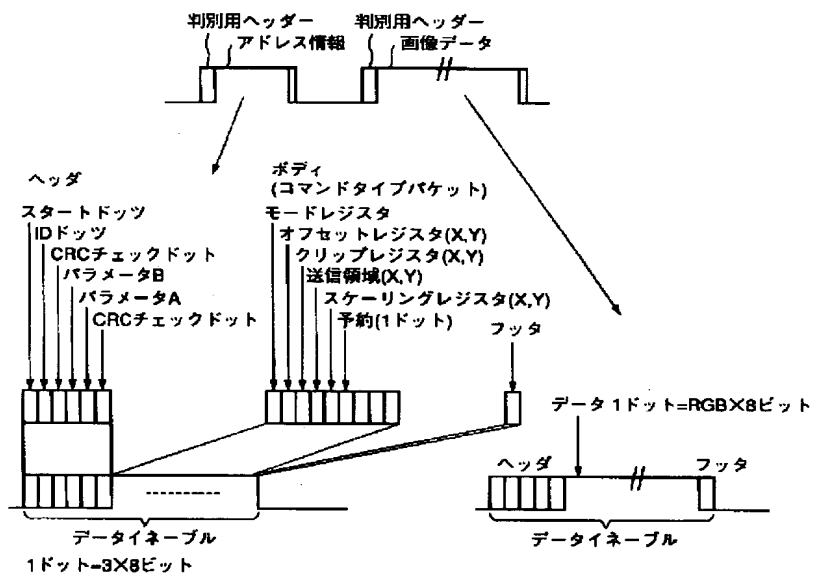 判別用ヘッダー
アドレス情報
判別用ヘッダー
画像データ
ヘッダ
スタートドッツ
IDドッツ
CRCチェックドット
パラメータB
パラメータA
CRCチェックドット
ボディ
(コマンドタイプパケット)
モードレジスタ
オフセットレジスタ(X,Y)
クリップレジスタ(X,Y)
送信領域(X,Y)
スケーリングレジスタ(X,Y)
予約(1ドット)
フッタ
データイネーブル
1ドット=3×8ビット
データ 1ドット=RGB×8ビット
ヘッダ
フッタ
データイネーブル